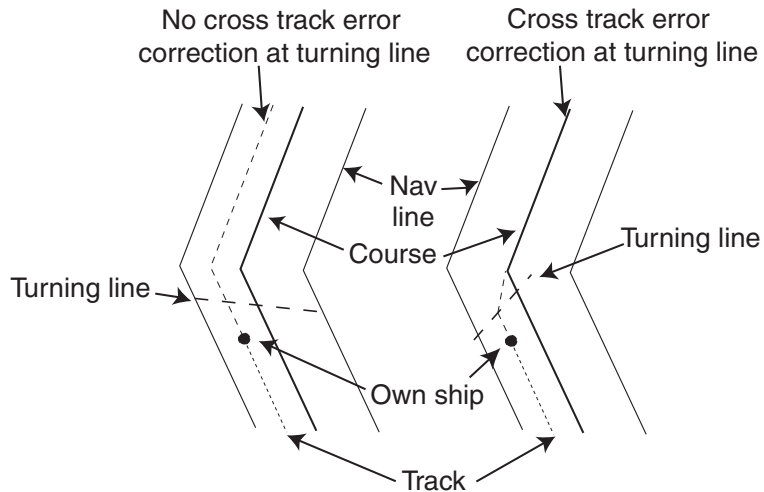 No cross track error
correction at turning line
Cross track error
correction at turning line
Nav
line
Course
Turning line
Turning line
Own ship
Track